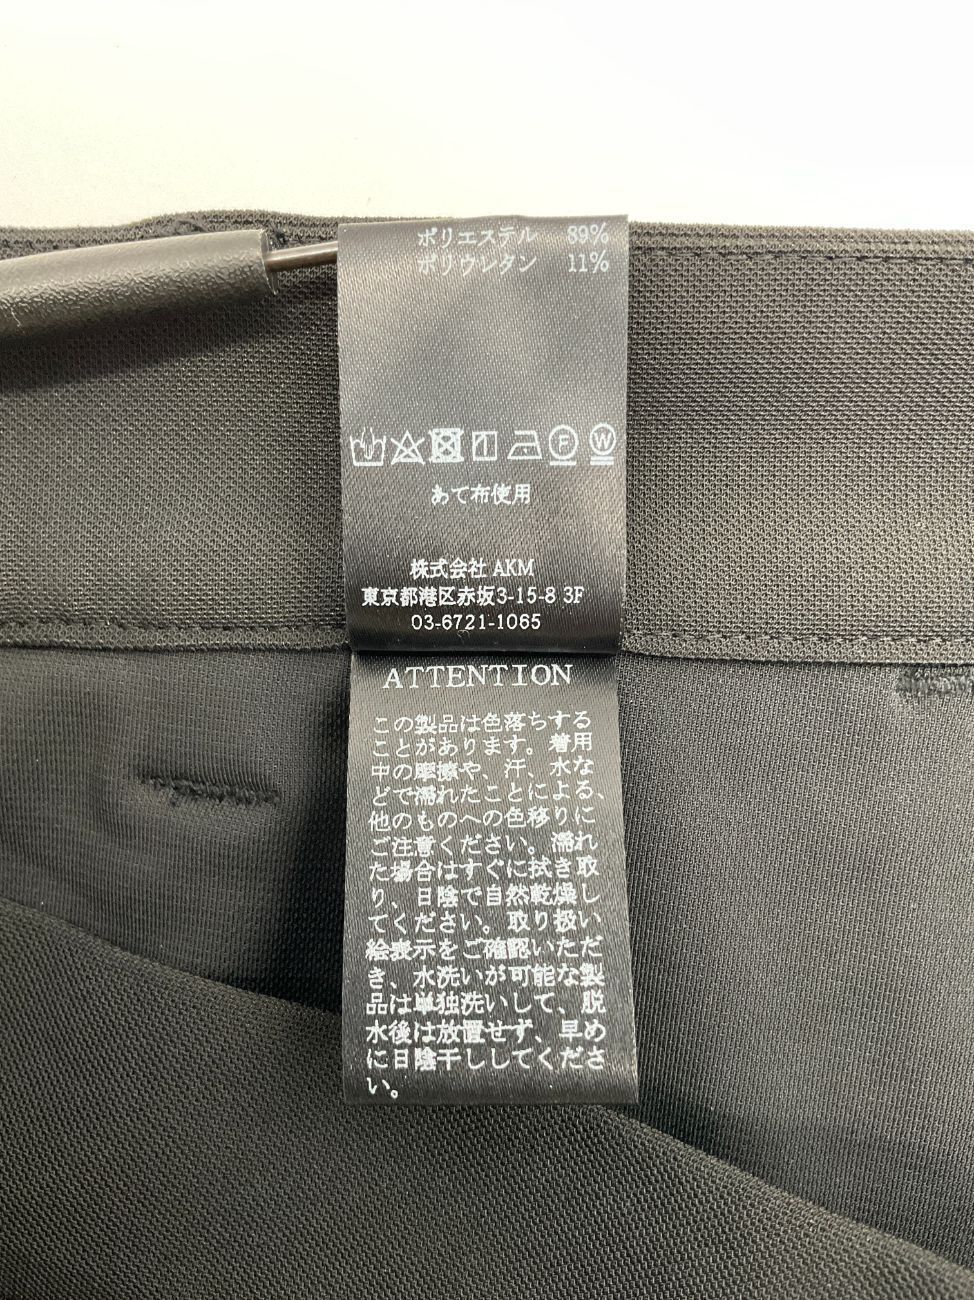 ポリエステル 89%
ポリウレタン 11%
F
W
あて布使用
株式会社 AKM
東京都港区赤坂3-15-8 3F
03-6721-1065
ATTENTION
この製品は色落ちする
ことがあります。着用
中の摩擦や、汗、水な
どで濡れたことによる、
他のものへの色移りに
ご注意ください。濡れ
た場合はすぐに拭き取
り、日陰で自然乾燥し
てください。取り扱い
絵表示をご確認いただ
き、水洗いが可能な製
品は単独洗いして、脱
水後は放置せず、早め
に日陰干ししてくださ
い。